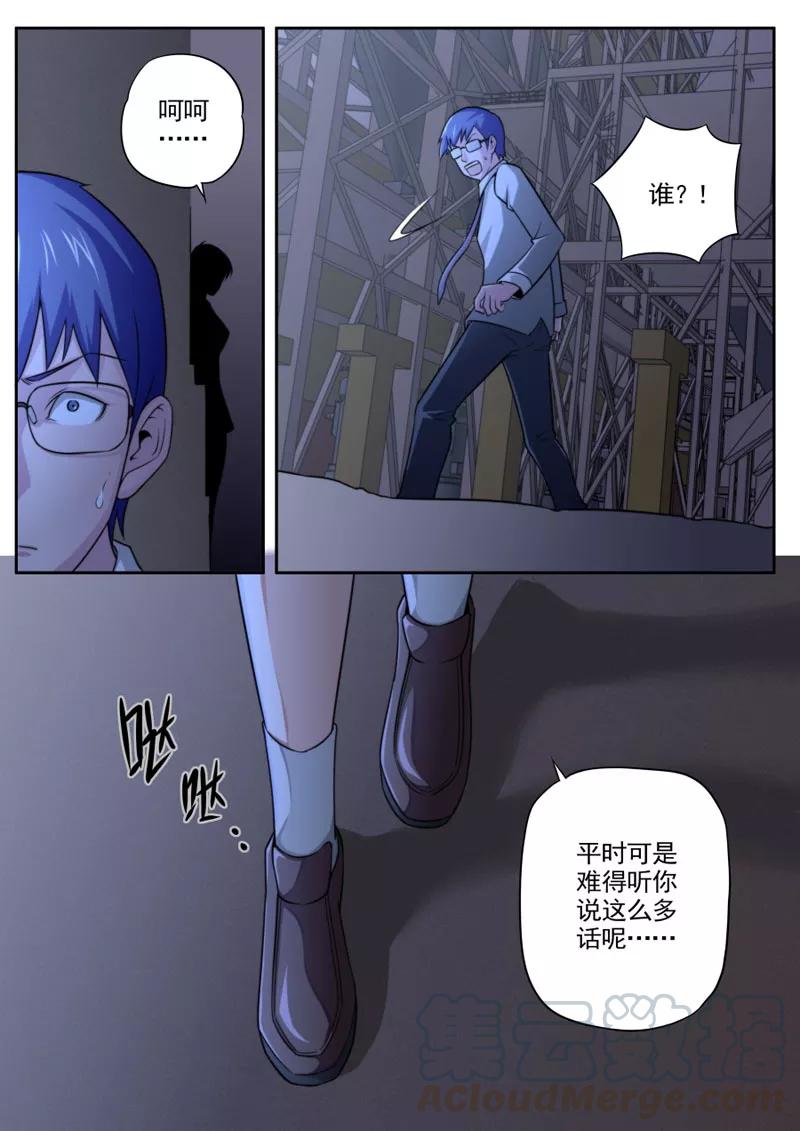 呵呵
……
谁？！
哒
哒…
平时可是
难得听你
说这么多
话呢……
集云数据
ACloudMerge.com